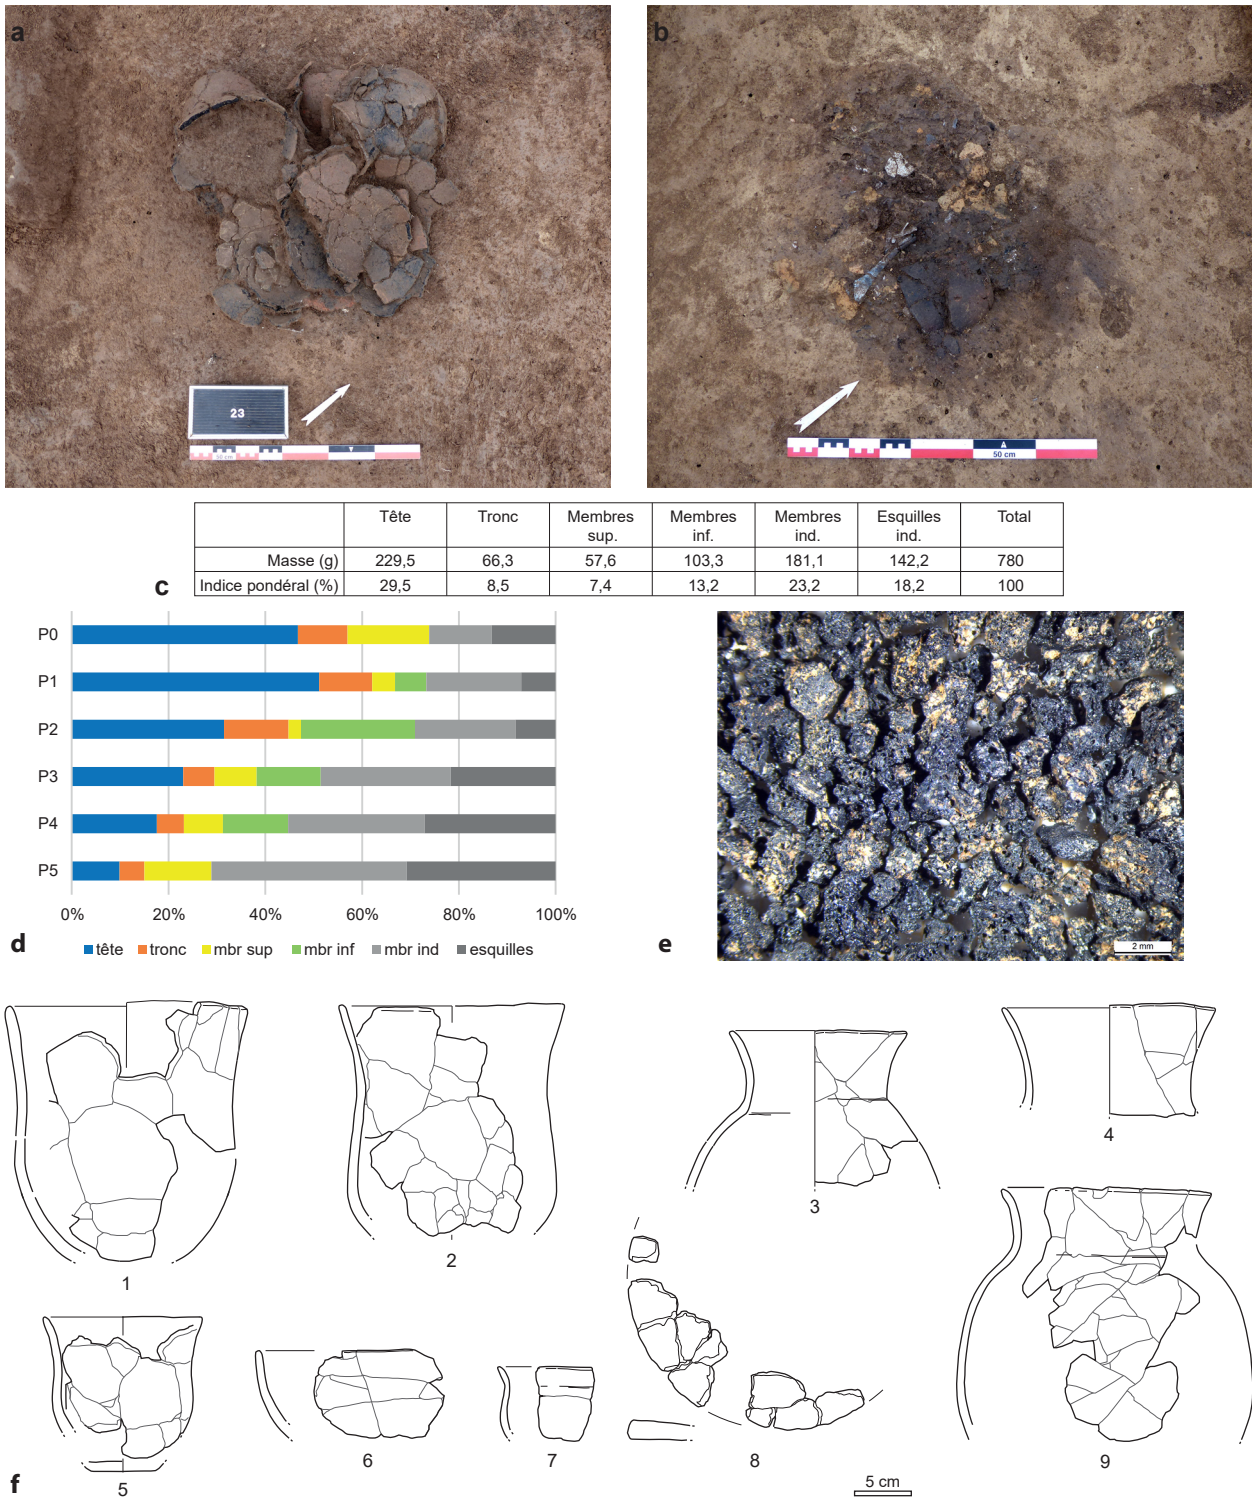 a
b
23
50 cm
A
50 cm
Tête Tronc Membres sup. Membres inf. Membres ind. Esquilles ind. Total
Masse (g) 229,5 66,3 57,6 103,3 181,1 142,2 780
Indice pondéral (%) 29,5 8,5 7,4 13,2 23,2 18,2 100
c
P0
P1
P2
P3
P4
P5
0% 20% 40% 60% 80% 100%
d
tête tronc mbr sup mbr inf mbr ind esquilles
e
2 mm
1
2
3
4
5
6
7
8
9
f
5 cm